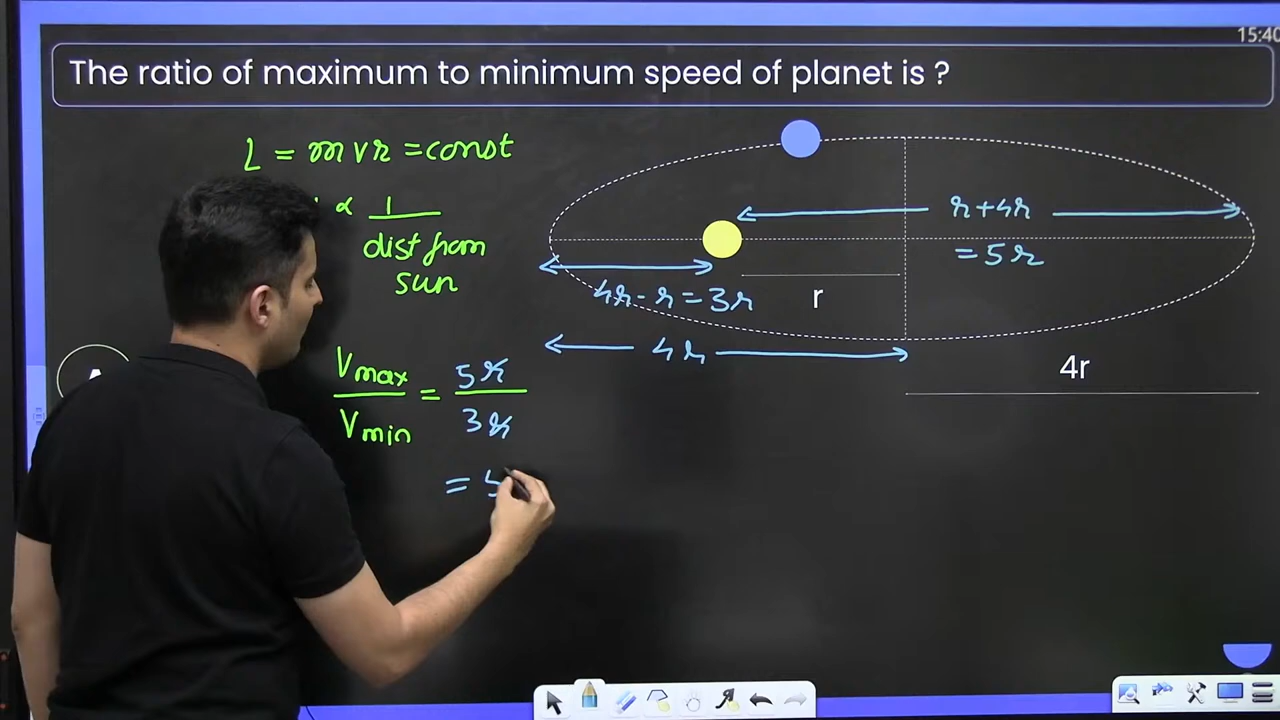 15:40
The ratio of maximum to minimum speed of planet is ?
L = mvr = const
∝ 1
dist from
sun
r+4r
= 5r
4r - r = 3r
r
4r
4r
Vmax = 5r
Vmin 3r
= 5